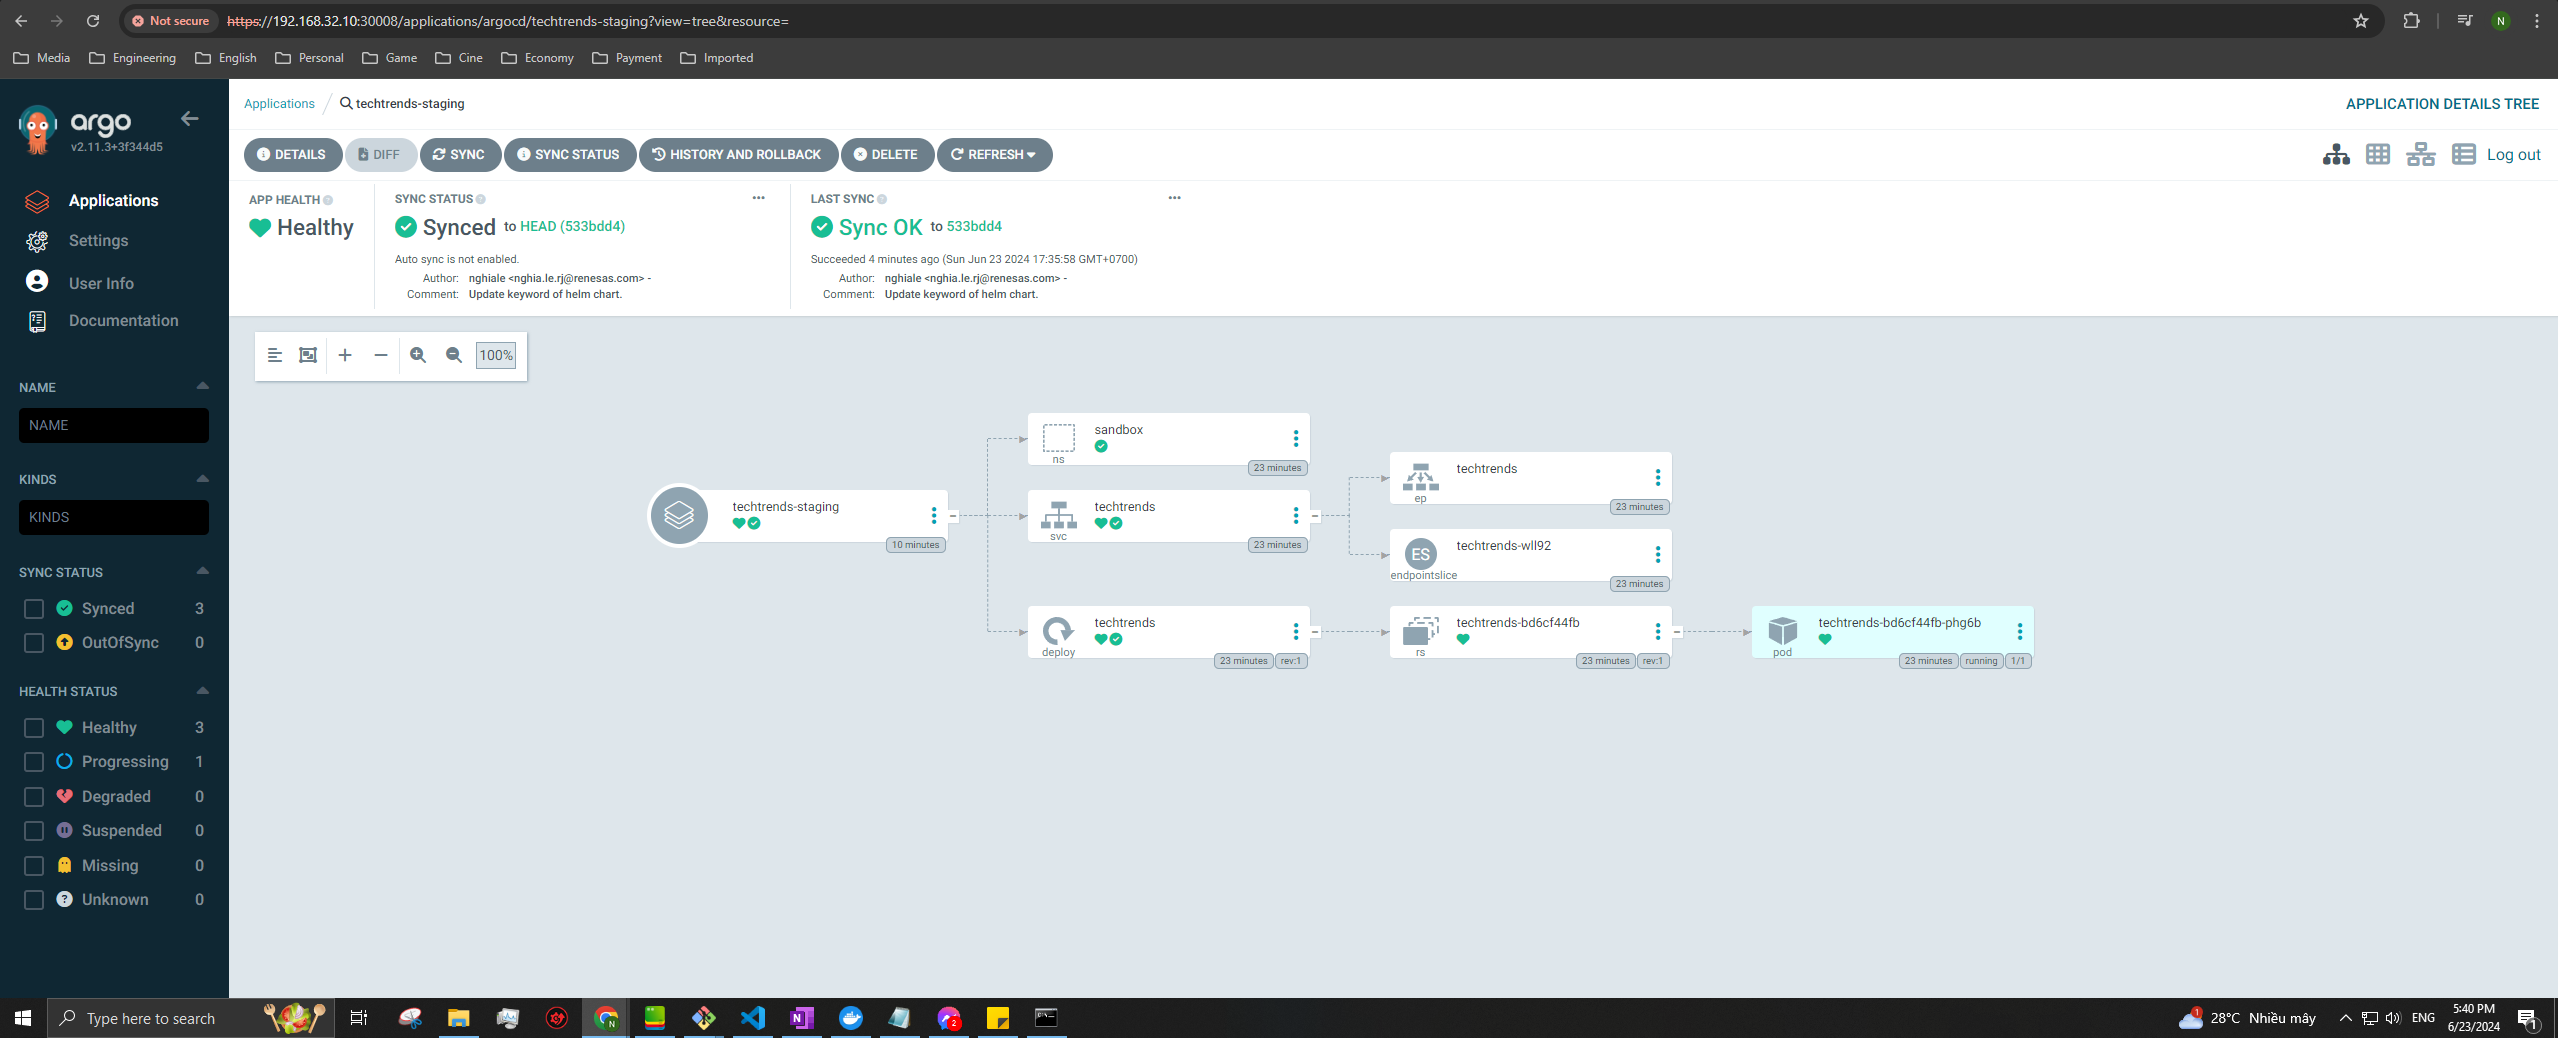 Not secure
https://192.168.32.10:30008/applications/argocd/techtrends-staging?view=tree&resource=
N
Media
Engineering
English
Personal
Game
Cine
Economy
Payment
Imported
argo
v2.11.3+3f344d5
Applications
Settings
User Info
Documentation
NAME
NAME
KINDS
KINDS
SYNC STATUS
Synced 3
OutOfSync 0
HEALTH STATUS
Healthy 3
Progressing 1
Degraded 0
Suspended 0
Missing 0
Unknown 0
Applications / techtrends-staging
APPLICATION DETAILS TREE
DETAILS
DIFF
SYNC
SYNC STATUS
HISTORY AND ROLLBACK
DELETE
REFRESH
Log out
APP HEALTH
Healthy
SYNC STATUS
Synced to HEAD (533bdd4)
Auto sync is not enabled.
Author: nghiale <nghia.le.rj@renesas.com> -
Comment: Update keyword of helm chart.
LAST SYNC
Sync OK to 533bdd4
Succeeded 4 minutes ago (Sun Jun 23 2024 17:35:58 GMT+0700)
Author: nghiale <nghia.le.rj@renesas.com> -
Comment: Update keyword of helm chart.
100%
techtrends-staging
10 minutes
sandbox
ns
23 minutes
techtrends
svc
23 minutes
techtrends
ep
23 minutes
ES
techtrends-wll92
endpointslice
23 minutes
techtrends
deploy
23 minutes
rev:1
techtrends-bd6cf44fb
rs
23 minutes
rev:1
techtrends-bd6cf44fb-phg6b
pod
23 minutes
running
1/1
Type here to search
N
N
2
1
28°C Nhiều mây
ENG
5:40 PM
6/23/2024
1